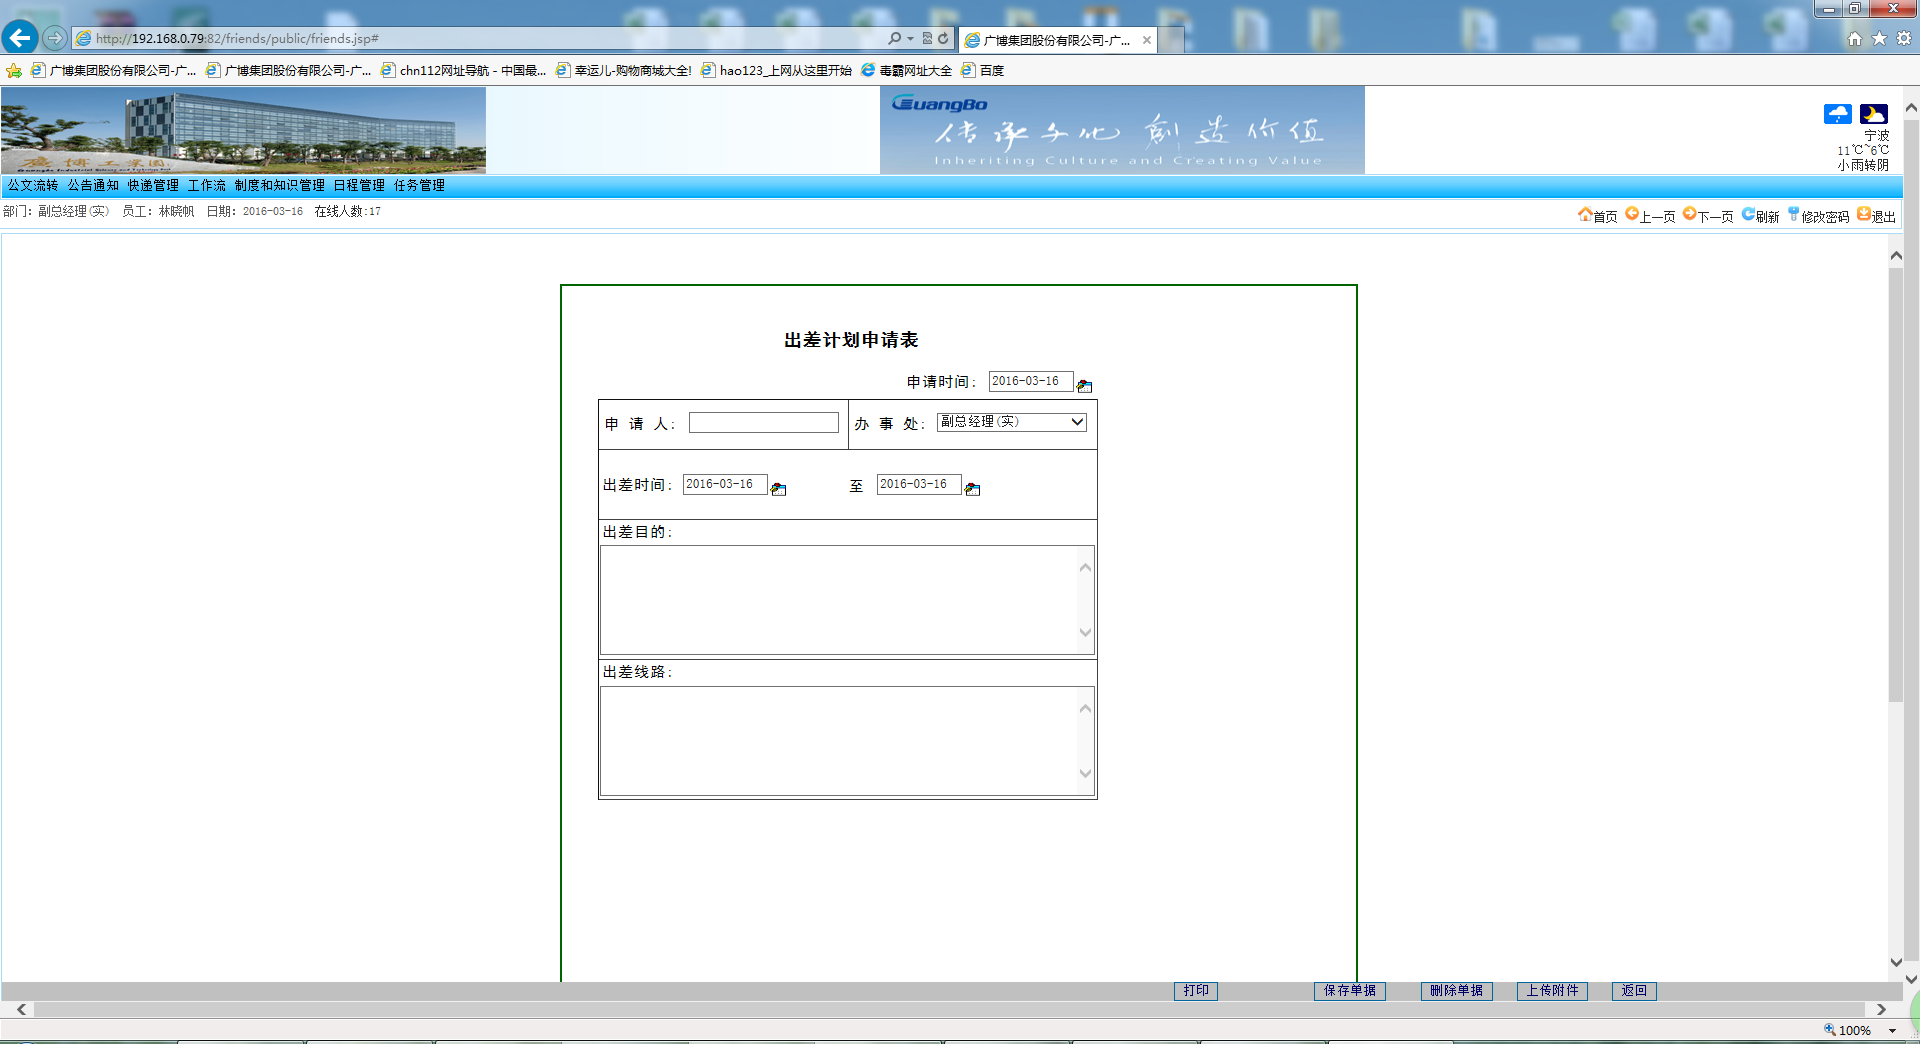 http://192.168.0.79:82/friends/public/friends.jsp#
广博集团股份有限公司-广...
广博集团股份有限公司-广... 广博集团股份有限公司-广... chn112网址导航 - 中国最... 幸运儿-购物商城大全! hao123_上网从这里开始 毒霸网址大全 百度
广博工业园
GuangBo
传承文化 创造价值
Inheriting Culture and Creating Value
宁波
11℃~6℃
小雨转阴
公文流转 公告通知 快递管理 工作流 制度和知识管理 日程管理 任务管理
部门: 副总经理(实) 员工: 林晓帆 日期: 2016-03-16 在线人数:17
首页 上一页 下一页 刷新 修改密码 退出
出差计划申请表
申请时间: 2016-03-16
申 请 人: 办 事 处: 副总经理(实)
出差时间: 2016-03-16 至 2016-03-16
出差目的:
出差线路:
打印 保存单据 删除单据 上传附件 返回
100%